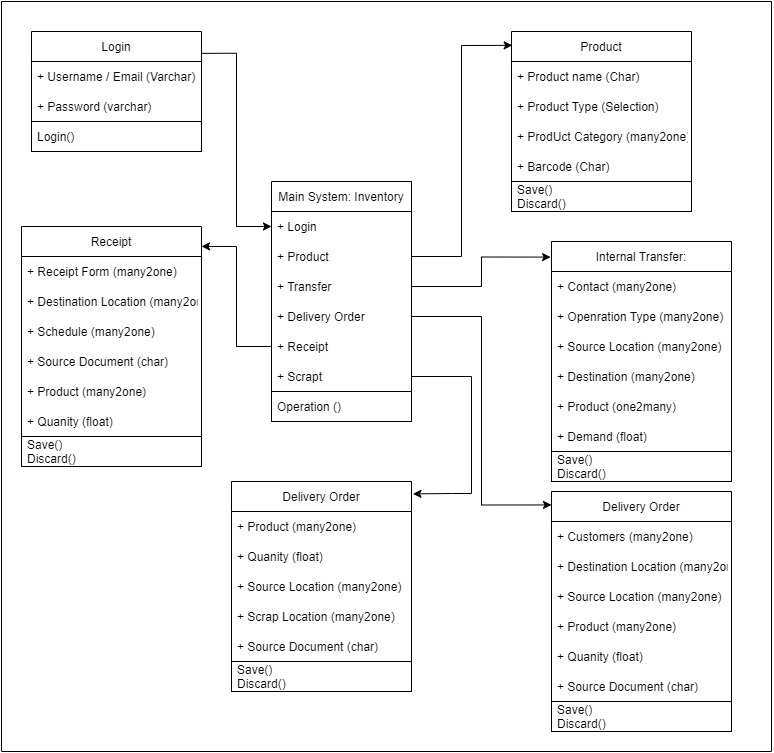 Login
+ Username / Email (Varchar)
+ Password (varchar)
Login()
Product
+ Product name (Char)
+ Product Type (Selection)
+ ProdUct Category (many2one)
+ Barcode (Char)
Save()
Discard()
Main System: Inventory
+ Login
+ Product
+ Transfer
+ Delivery Order
+ Receipt
+ Scrapt
Operation ()
Receipt
+ Receipt Form (many2one)
+ Destination Location (many2o
+ Schedule (many2one)
+ Source Document (char)
+ Product (many2one)
+ Quanity (float)
Save()
Discard()
Internal Transfer:
+ Contact (many2one)
+ Openration Type (many2one)
+ Source Location (many2one)
+ Destination (many2one)
+ Product (one2many)
+ Demand (float)
Save()
Discard()
Delivery Order
+ Product (many2one)
+ Quanity (float)
+ Source Location (many2one)
+ Scrap Location (many2one)
+ Source Document (char)
Save()
Discard()
Delivery Order
+ Customers (many2one)
+ Destination Location (many2o
+ Source Location (many2one)
+ Product (many2one)
+ Quanity (float)
+ Source Document (char)
Save()
Discard()